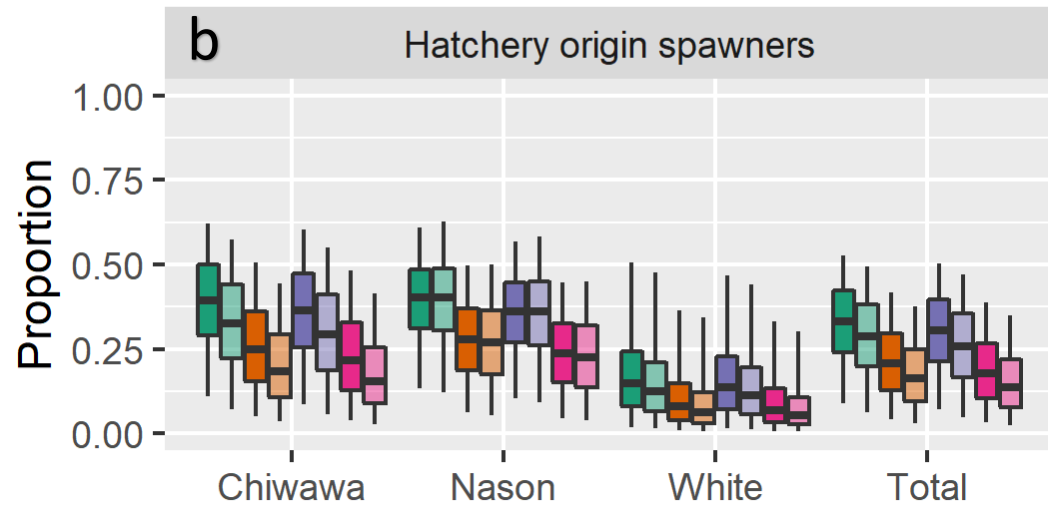 b
Hatchery origin spawners
Proportion
1.00
0.75
0.50
0.25
0.00
Chiwawa
Nason
White
Total